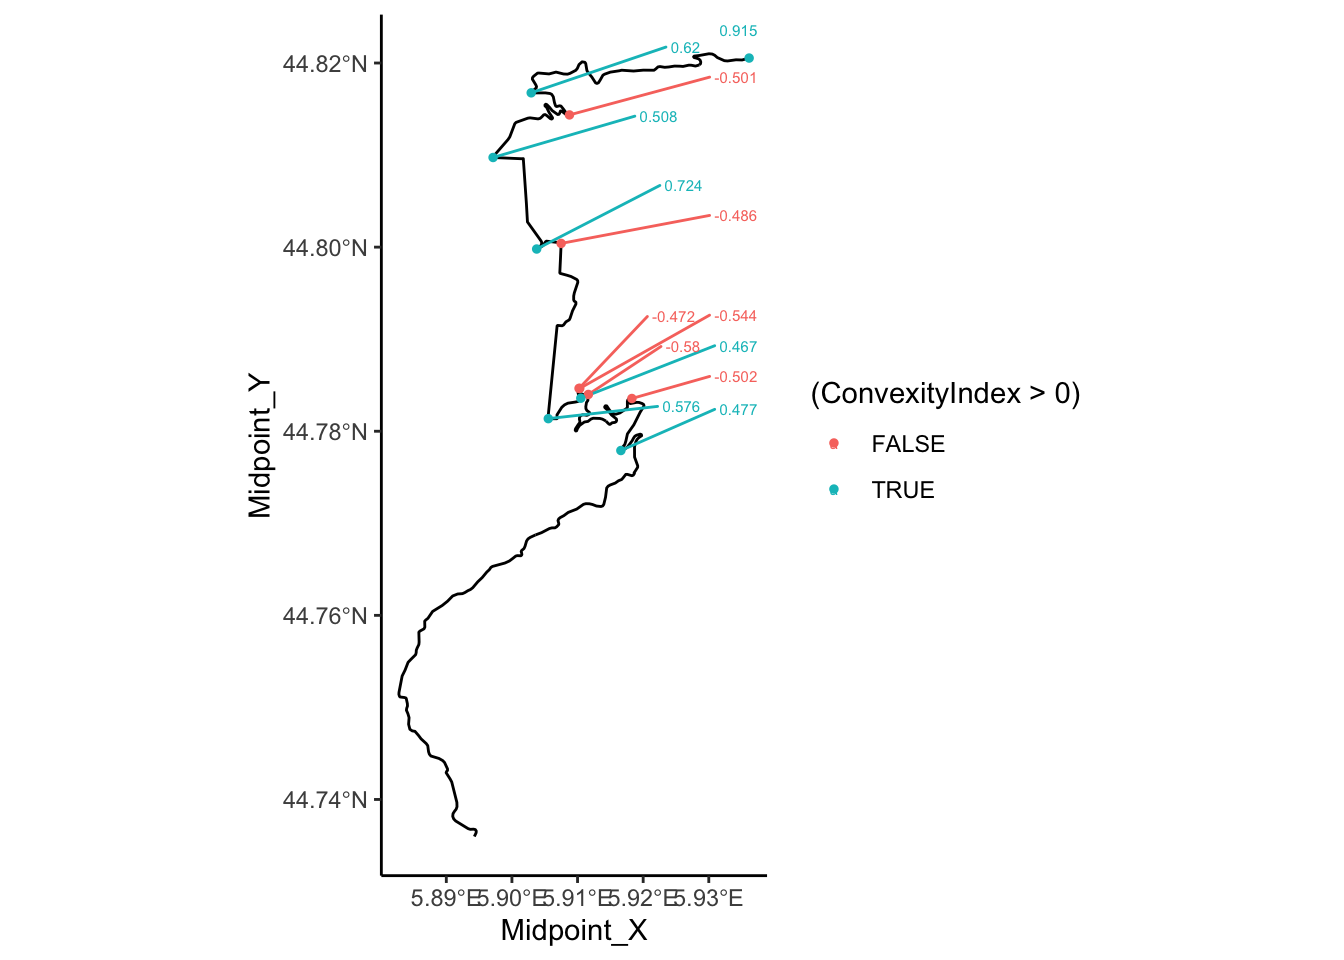 0.915
0.62
44.82°N
-0.501
0.508
0.724
-0.486
44.80°N
-0.472
-0.544
-0.58
0.467
-0.502
0.576
0.477
44.78°N
44.76°N
44.74°N
Midpoint_Y
5.89°E 5.90°E 5.91°E 5.92°E 5.93°E
Midpoint_X
(ConvexityIndex > 0)
FALSE
TRUE